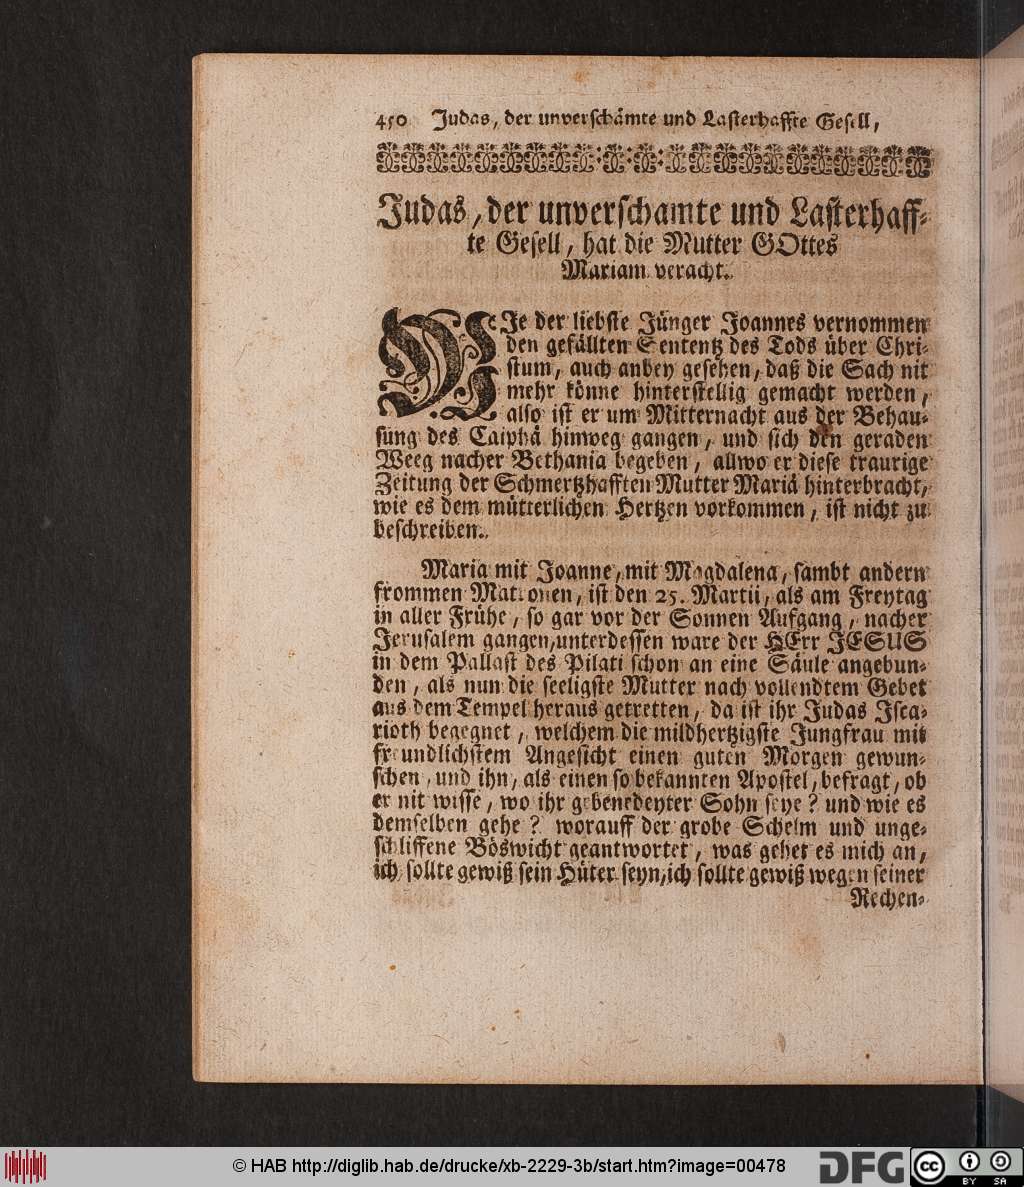 450 Judas, der unverschämte und Lasterhaffte Gesell,
Judas, der unverschamte und Lasterhaff-
te Gesell, hat die Mutter GOttes
Mariam veracht.
WIe der liebste Jünger Joannes vernommen
den gefällten Sententz des Tods über Chri-
stum, auch anbey gesehen, daß die Sach nit
mehr könne hinterstellig gemacht werden,
also ist er um Mitternacht aus der Behau-
sung des Caiphä hinweg gangen, und sich den geraden
Weeg nacher Bethania begeben, allwo er diese traurige
Zeitung der Schmertzhafften Mutter Mariä hinterbracht,
wie es dem mütterlichen Hertzen vorkommen, ist nicht zu
beschreiben.
Maria mit Joanne, mit Magdalena, sambt andern
frommen Matronen, ist den 25. Martii, als am Freytag
in aller Frühe, so gar vor der Sonnen Aufgang, nacher
Jerusalem gangen, unterdessen ware der HErr JESUS
in dem Pallast des Pilati schon an eine Säule angebun-
den, als nun die seeligste Mutter nach vollendtem Gebet
aus dem Tempel heraus getretten, da ist ihr Judas Isca-
rioth begegnet, welchem die mildhertzigste Jungfrau mit
freundlichstem Angesicht einen guten Morgen gewun-
schen, und ihn, als einen so bekannten Apostel, befragt, ob
er nit wisse, wo ihr gebenedeyter Sohn seye? und wie es
demselben gehe? worauff der grobe Schelm und unge-
schliffene Böswicht geantwortet, was gehet es mich an,
ich sollte gewiß sein Hüter seyn, ich sollte gewiß wegen seiner
Rechen-
© HAB http://diglib.hab.de/drucke/xb-2229-3b/start.htm?image=00478
DFG
cc
BY SA